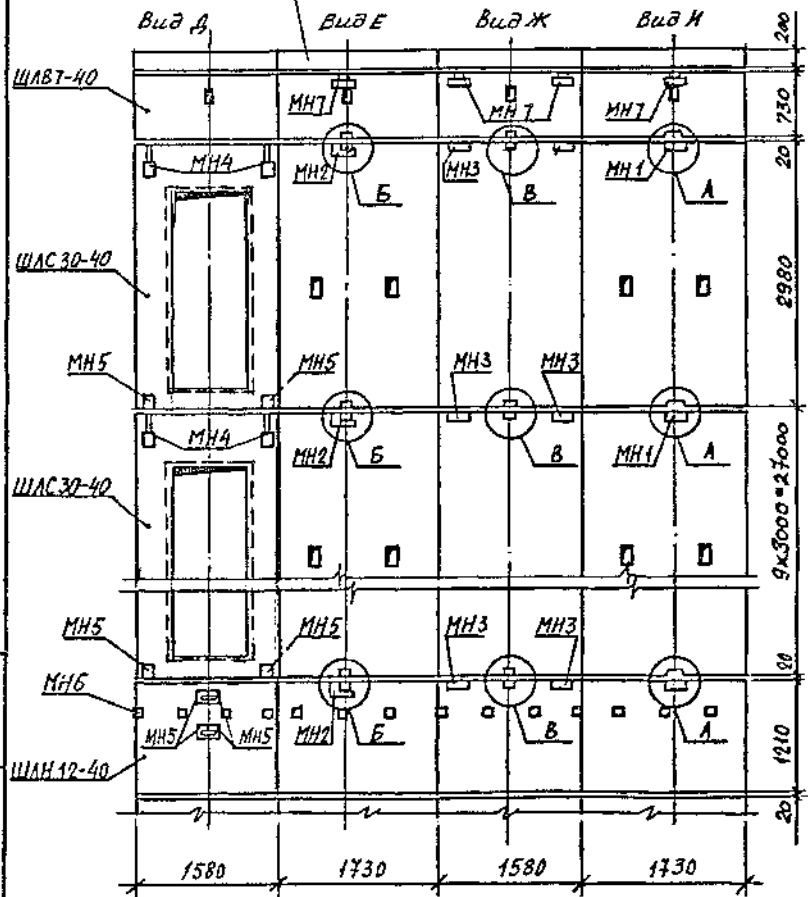 Вид Д Вид Е Вид Ж Вид И
200
ШЛВ7-40
МН7 МН7 МН7
730
МН4 МН2 МН3 МН1 20
Б В А
ШЛС30-40
2980
МН5 МН5 МН3 МН3
МН4 МН2 Б В МН1 А
ШЛС30-40
9х3000=27000
МН5 МН5 МН3 МН3
20
МН6
МН5 МН5 МН2 Б В А
1210
ШЛН12-40
20
1580 1730 1580 1730